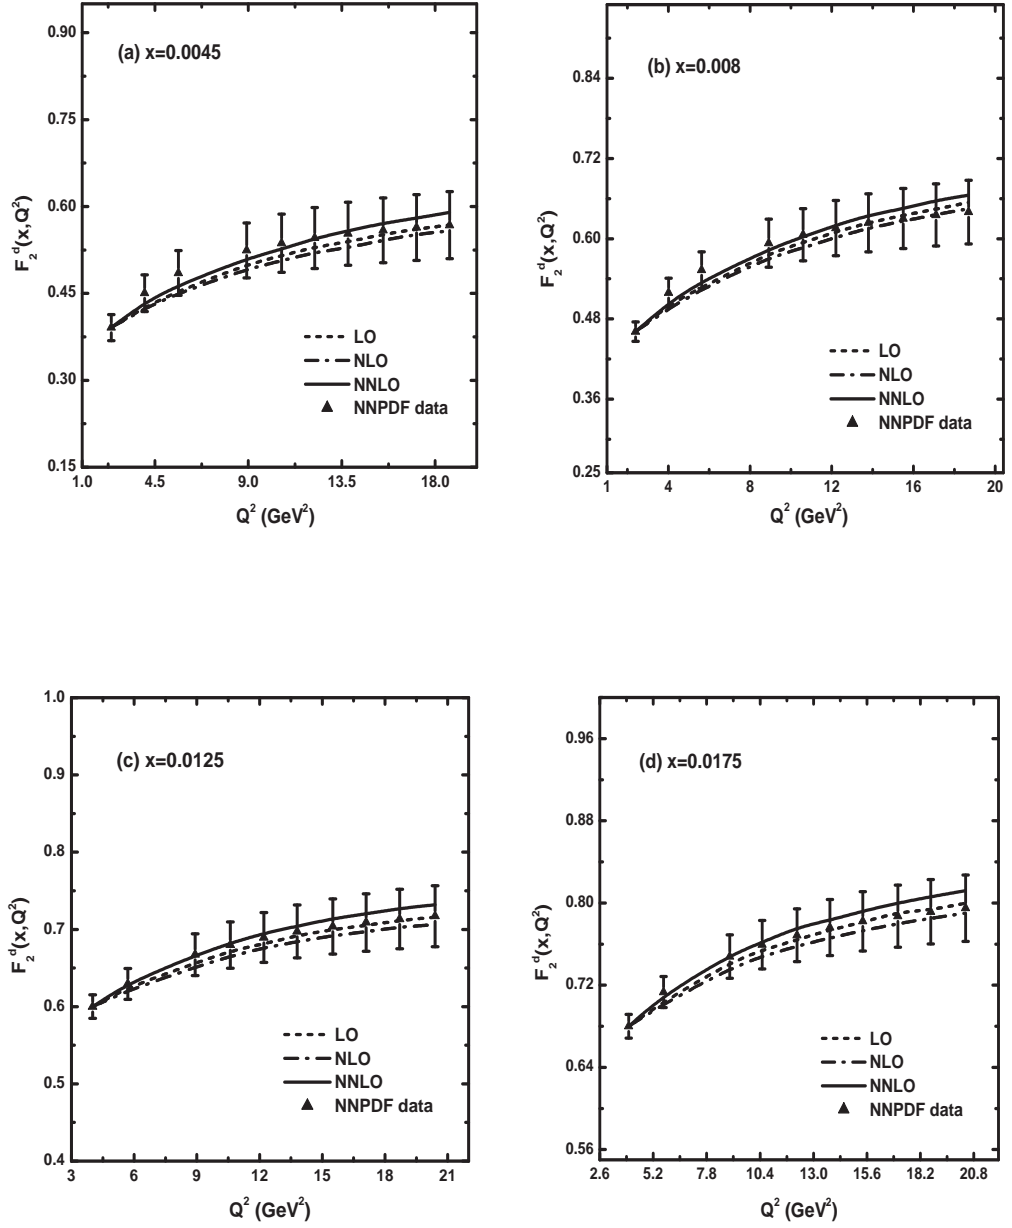 (a) x=0.0045
F₂ᵈ(x,Q²)
0.90
0.75
0.60
0.45
0.30
0.15
1.0 4.5 9.0 13.5 18.0
Q² (GeV²)
LO
NLO
NNLO
NNPDF data
(b) x=0.008
F₂ᵈ(x,Q²)
0.84
0.72
0.60
0.48
0.36
0.25
1 4 8 12 16 20
Q² (GeV²)
LO
NLO
NNLO
NNPDF data
(c) x=0.0125
F₂ᵈ(x,Q²)
1.0
0.9
0.8
0.7
0.6
0.5
0.4
3 6 9 12 15 18 21
Q² (GeV²)
LO
NLO
NNLO
NNPDF data
(d) x=0.0175
F₂ᵈ(x,Q²)
0.96
0.88
0.80
0.72
0.64
0.56
2.6 5.2 7.8 10.4 13.0 15.6 18.2 20.8
Q² (GeV²)
LO
NLO
NNLO
NNPDF data